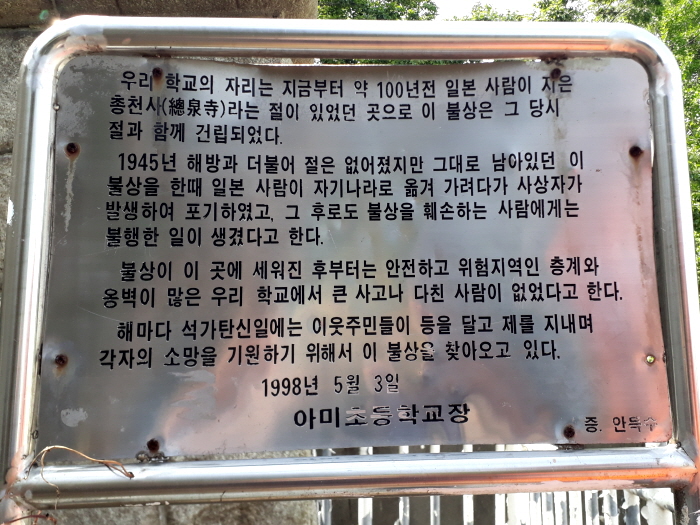 우리 학교의 자리는 지금부터 약 100년전 일본 사람이 지은
총천사(總泉寺)라는 절이 있었던 곳으로 이 불상은 그 당시
절과 함께 건립되었다.
1945년 해방과 더불어 절은 없어졌지만 그대로 남아있던 이
불상을 한때 일본 사람이 자기나라로 옮겨 가려다가 사상자가
발생하여 포기하였고, 그 후로도 불상을 훼손하는 사람에게는
불행한 일이 생겼다고 한다.
불상이 이 곳에 세워진 후부터는 안전하고 위험지역인 층계와
옹벽이 많은 우리 학교에서 큰 사고나 다친 사람이 없었다고 한다.
해마다 석가탄신일에는 이웃주민들이 등을 달고 제를 지내며
각자의 소망을 기원하기 위해서 이 불상을 찾아오고 있다.
1998년 5월 3일
아미초등학교장
증. 안득수